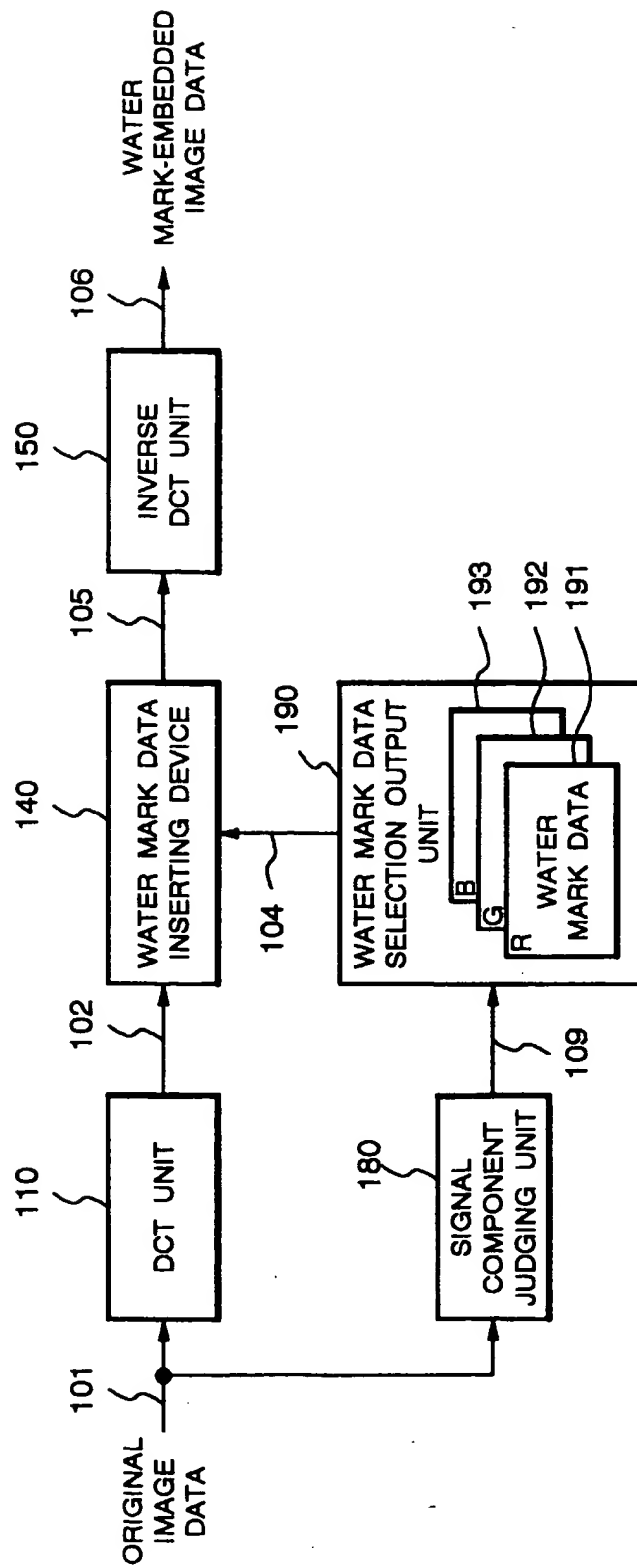 ORIGINAL
IMAGE
DATA
101
110
DCT UNIT
102
140
WATER MARK DATA
INSERTING DEVICE
105
150
INVERSE
DCT UNIT
106
WATER
MARK-EMBEDDED
IMAGE DATA
104
180
SIGNAL
COMPONENT
JUDGING UNIT
109
190
WATER MARK DATA
SELECTION OUTPUT
UNIT
B
G
R
WATER
MARK DATA
193
192
191